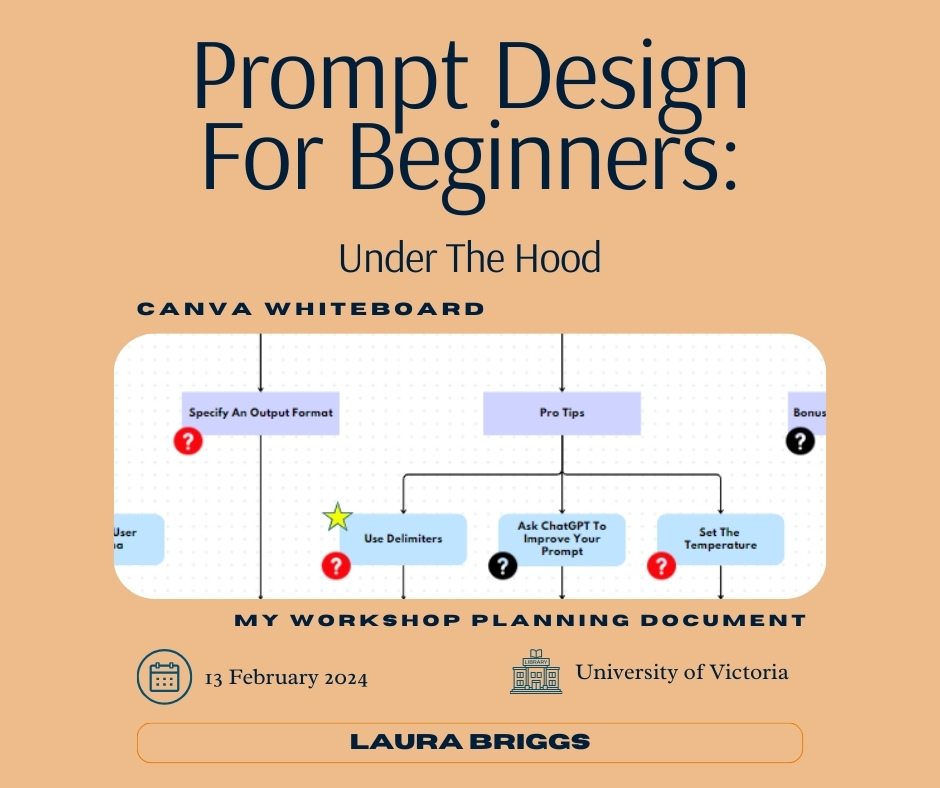 Prompt Design
For Beginners:
Under The Hood
CANVA WHITEBOARD
Specify An Output Format
Pro Tips
Bonus
?
?
User
Use Delimiters
Ask ChatGPT To
Improve Your
Prompt
Set The
Temperature
?
?
?
MY WORKSHOP PLANNING DOCUMENT
13 February 2024
LIBRARY
University of Victoria
LAURA BRIGGS